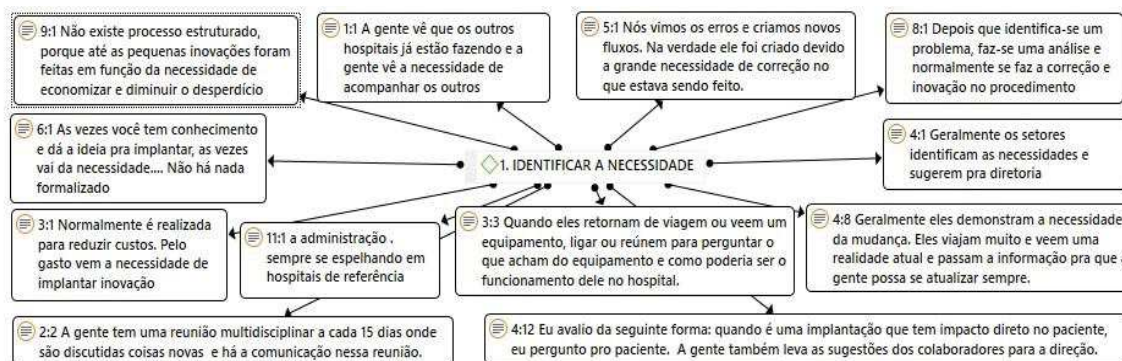 9:1 Não existe processo estruturado,
porque até as pequenas inovações foram
feitas em função da necessidade de
economizar e diminuir o desperdício
1:1 A gente vê que os outros
hospitais já estão fazendo e a
gente vê a necessidade de
acompanhar os outros
5:1 Nós vimos os erros e criamos novos
fluxos. Na verdade ele foi criado devido
a grande necessidade de correção no
que estava sendo feito.
8:1 Depois que identifica-se um
problema, faz-se uma análise e
normalmente se faz a correção e
inovação no procedimento
6:1 As vezes você tem conhecimento
e dá a ideia pra implantar, as vezes
vai da necessidade.... Não há nada
formalizado
1. IDENTIFICAR A NECESSIDADE
4:1 Geralmente os setores
identificam as necessidades e
sugerem pra diretoria
3:1 Normalmente é realizada
para reduzir custos. Pelo
gasto vem a necessidade de
implantar inovação
11:1 a administração .
sempre se espelhando em
hospitais de referência
3:3 Quando eles retornam de viagem ou veem um
equipamento, ligar ou reúnem para perguntar o
que acham do equipamento e como poderia ser o
funcionamento dele no hospital.
4:8 Geralmente eles demonstram a necessidade
da mudança. Eles viajam muito e veem uma
realidade atual e passam a informação pra que a
gente possa se atualizar sempre.
2:2 A gente tem uma reunião multidisciplinar a cada 15 dias onde
são discutidas coisas novas e há a comunicação nessa reunião.
4:12 Eu avalio da seguinte forma: quando é uma implantação que tem impacto direto no paciente,
eu pergunto pro paciente. A gente também leva as sugestões dos colaboradores para a direção.